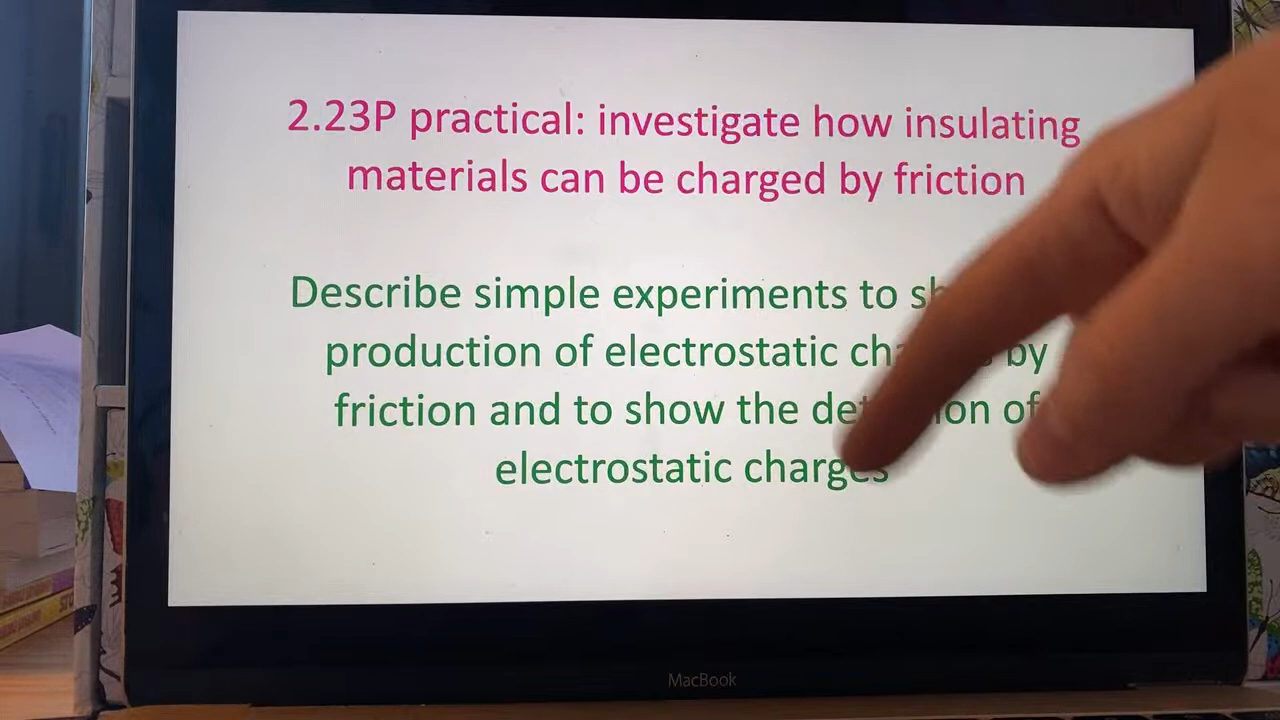 2.23P practical: investigate how insulating
materials can be charged by friction
Describe simple experiments to
production of electrostatic by
friction and to show the of
electrostatic charges
MacBook